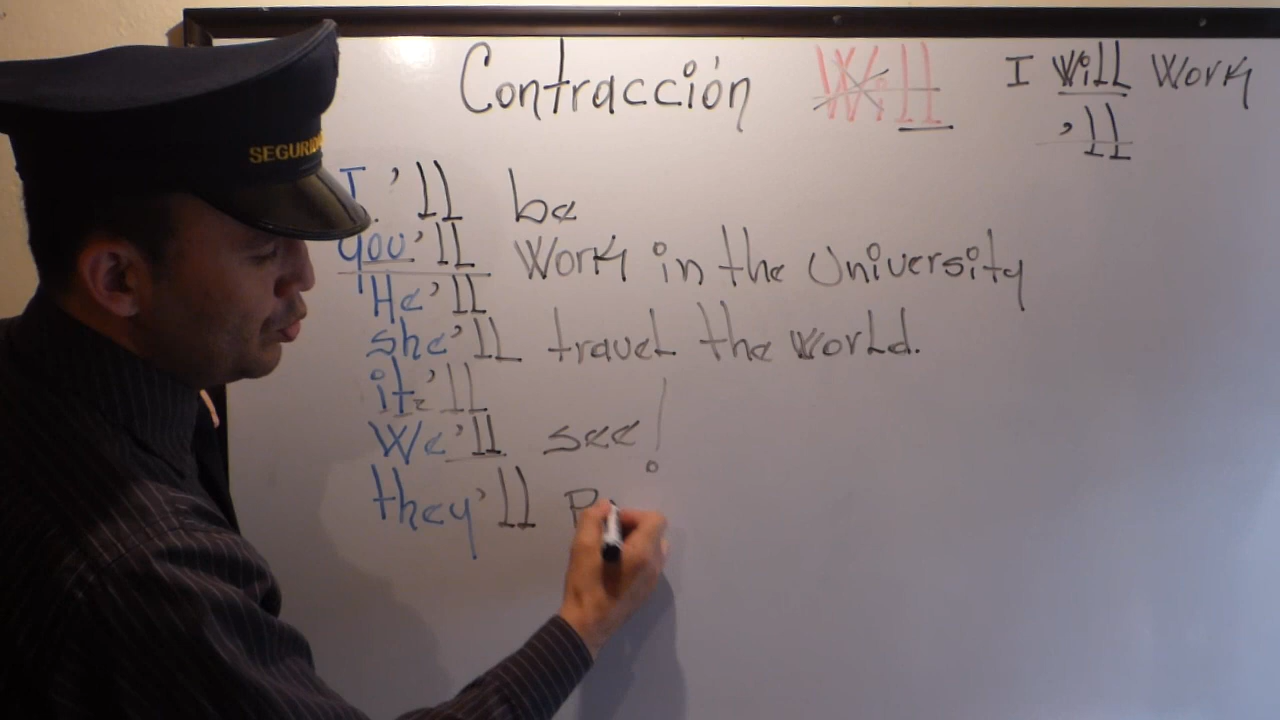 Contracción Will I will work
'll
SEGURID
I'll be
you'll work in the University
He'll
she'll travel the world.
it'll
We'll see!
they'll P